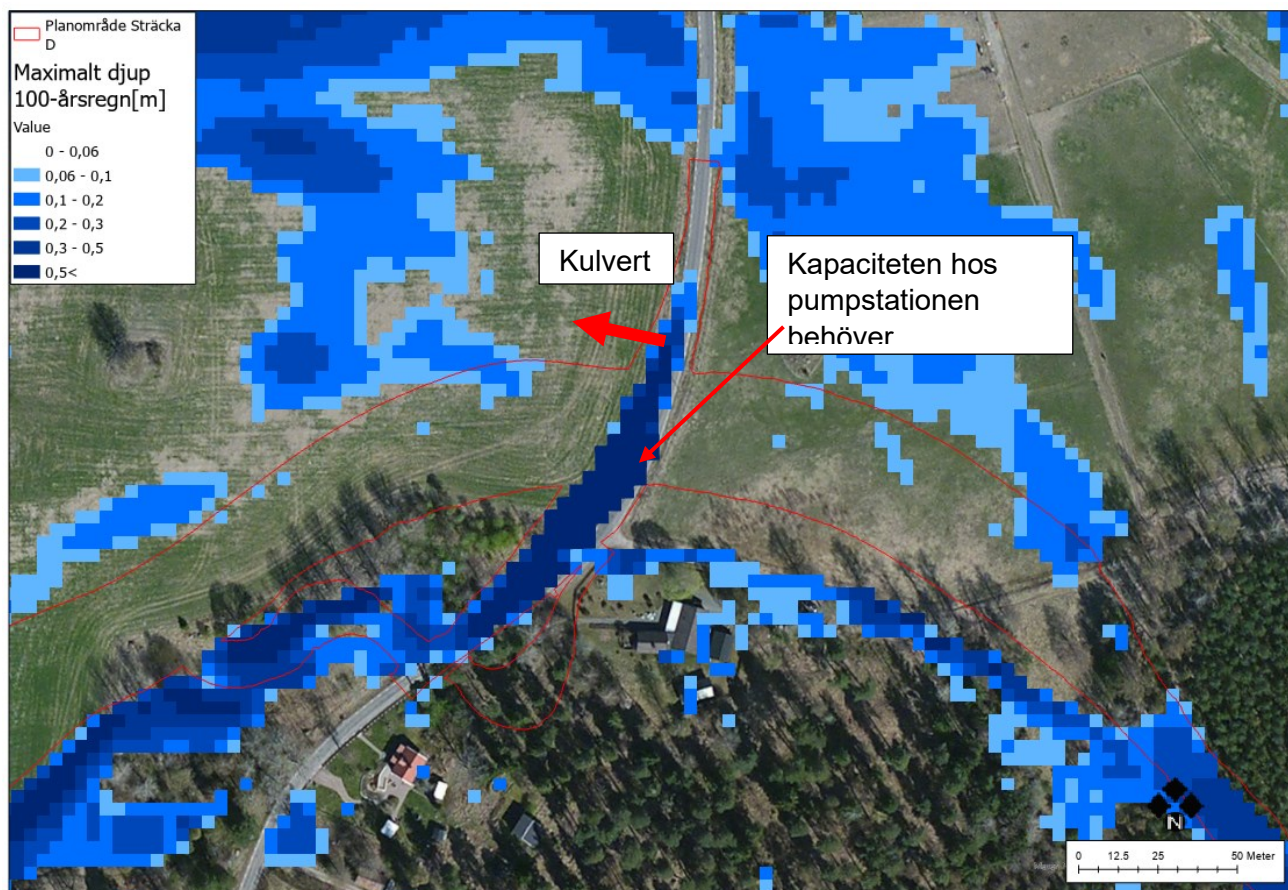 Planområde Sträcka
D
Maximalt djup
100-årsregn[m]
Value
0 - 0,06
0,06 - 0,1
0,1 - 0,2
0,2 - 0,3
0,3 - 0,5
0,5<
Kulvert
Kapaciteten hos
pumpstationen
behöver
N
0 12.5 25 50 Meter